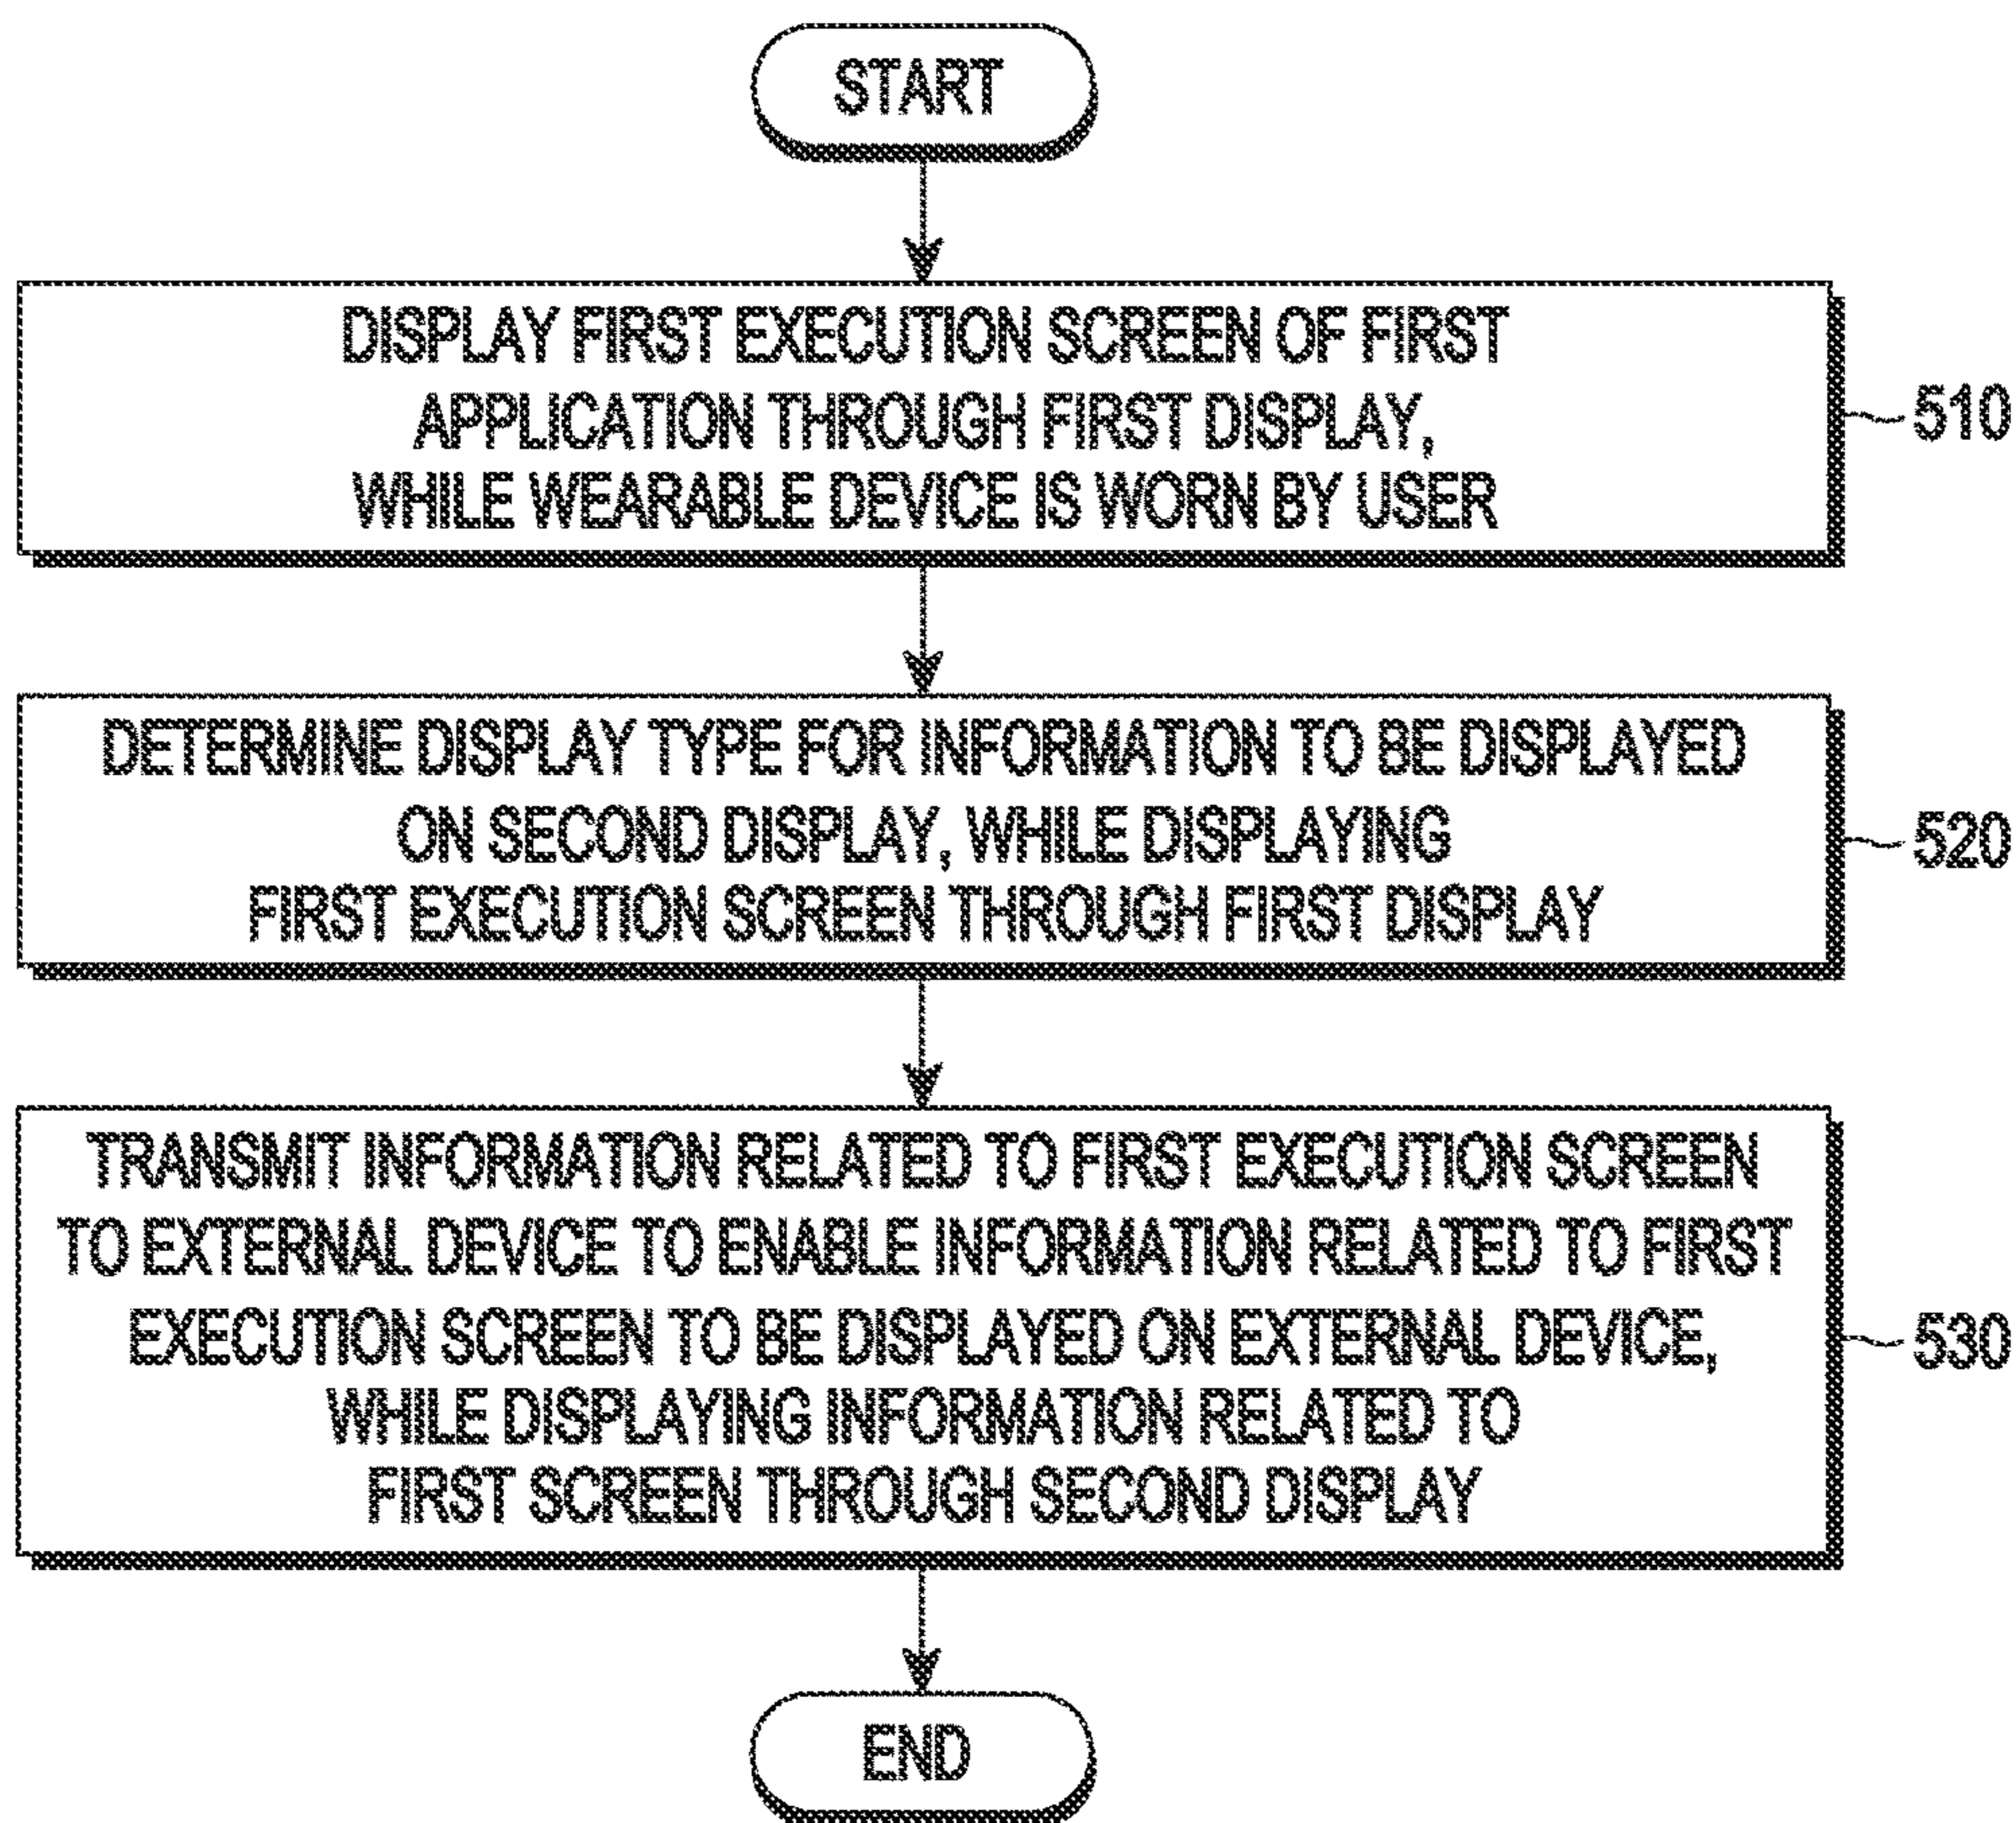 START
DISPLAY FIRST EXECUTION SCREEN OF FIRST
APPLICATION THROUGH FIRST DISPLAY,
WHILE WEARABLE DEVICE IS WORN BY USER
510
DETERMINE DISPLAY TYPE FOR INFORMATION TO BE DISPLAYED
ON SECOND DISPLAY, WHILE DISPLAYING
FIRST EXECUTION SCREEN THROUGH FIRST DISPLAY
520
TRANSMIT INFORMATION RELATED TO FIRST EXECUTION SCREEN
TO EXTERNAL DEVICE TO ENABLE INFORMATION RELATED TO FIRST
EXECUTION SCREEN TO BE DISPLAYED ON EXTERNAL DEVICE,
WHILE DISPLAYING INFORMATION RELATED TO
FIRST SCREEN THROUGH SECOND DISPLAY
530
END